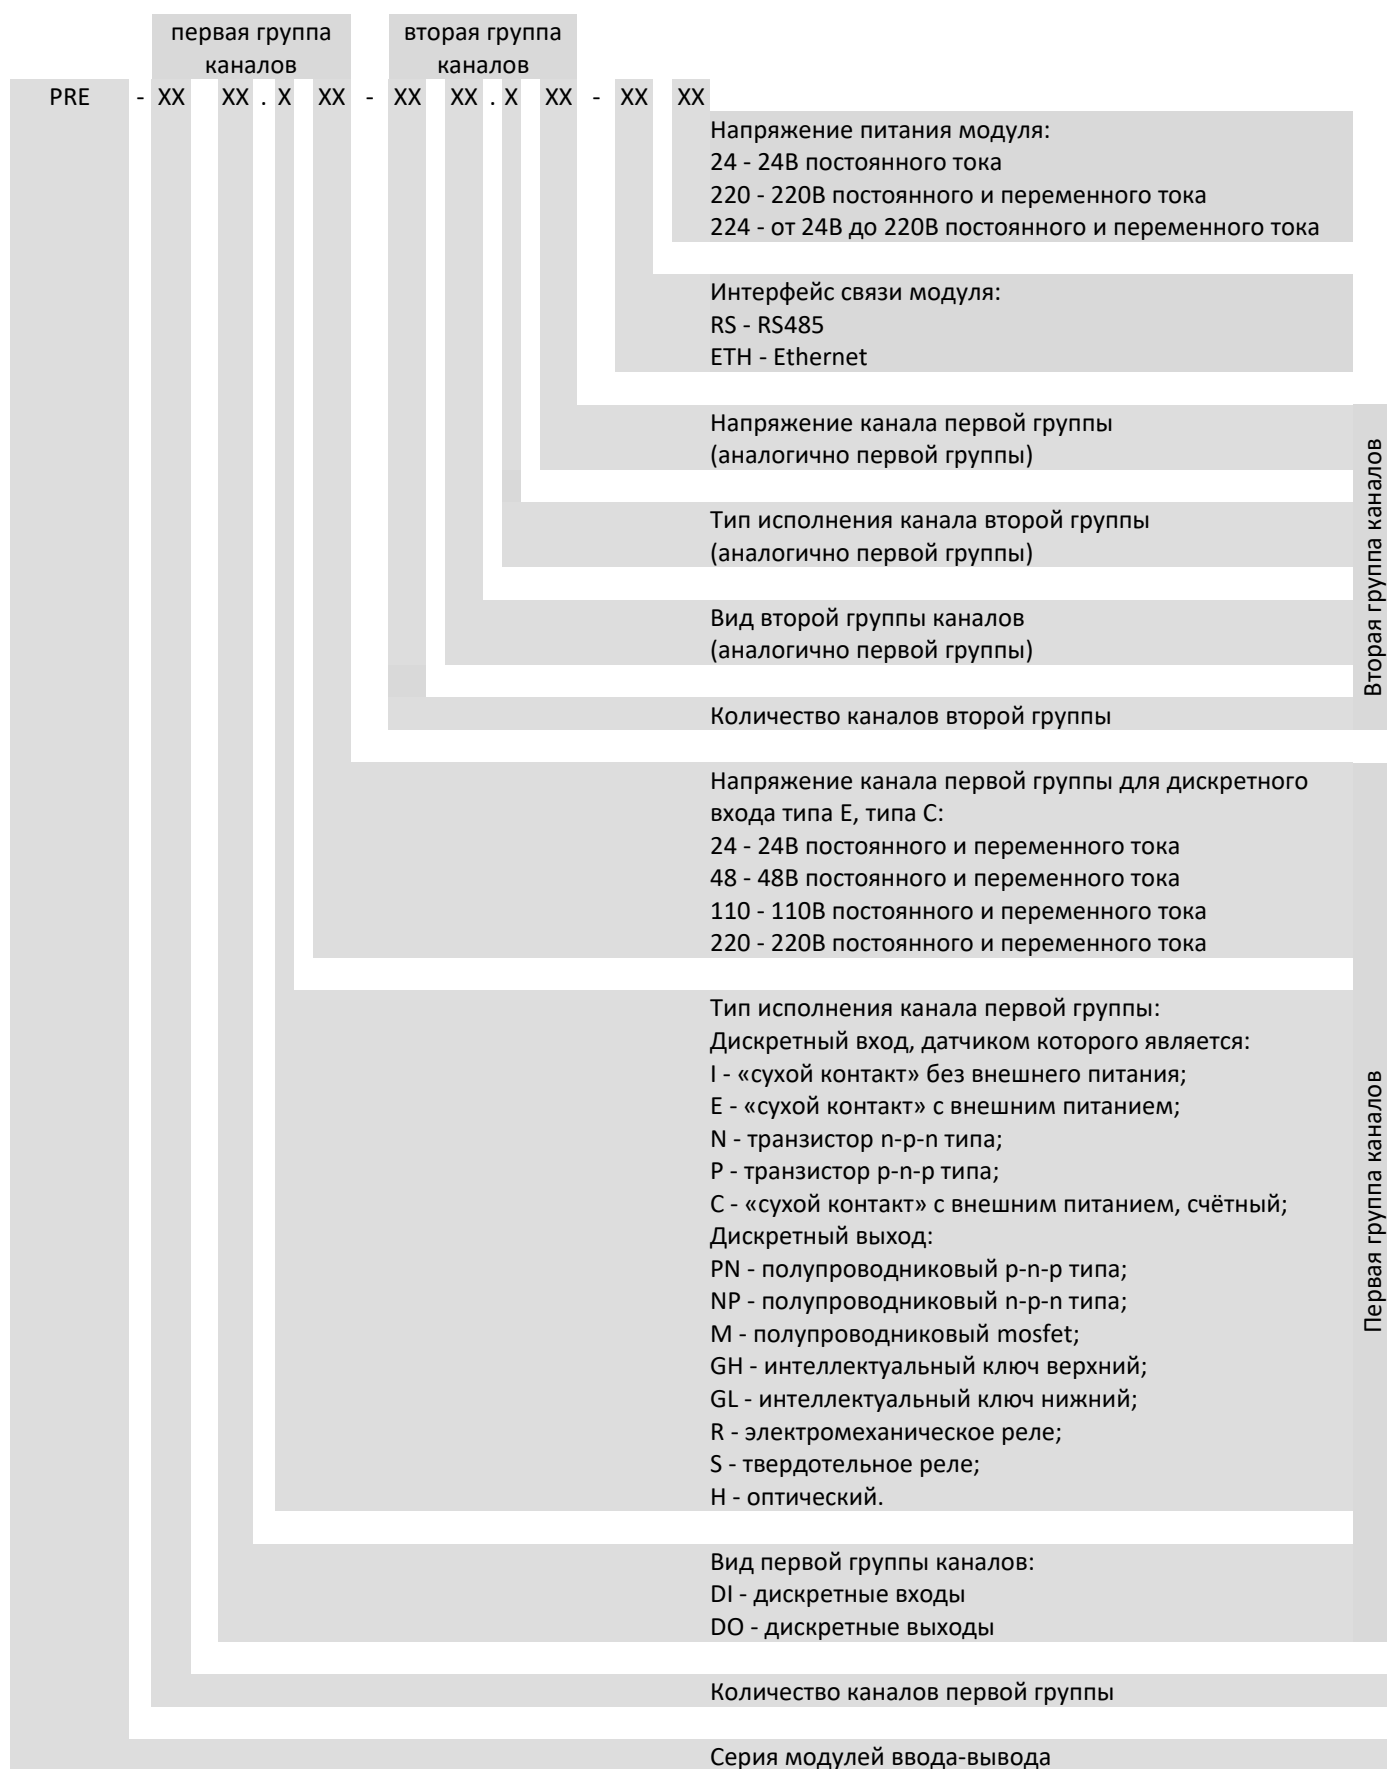 первая группа вторая группа
каналов каналов
PRE - XX XX . X XX - XX XX . X XX - XX XX
Напряжение питания модуля:
24 - 24В постоянного тока
220 - 220В постоянного и переменного тока
224 - от 24В до 220В постоянного и переменного тока
Интерфейс связи модуля:
RS - RS485
ETH - Ethernet
Напряжение канала первой группы
(аналогично первой группы)
Тип исполнения канала второй группы
(аналогично первой группы)
Вид второй группы каналов
(аналогично первой группы)
Количество каналов второй группы
Вторая группа каналов
Напряжение канала первой группы для дискретного
входа типа Е, типа С:
24 - 24В постоянного и переменного тока
48 - 48В постоянного и переменного тока
110 - 110В постоянного и переменного тока
220 - 220В постоянного и переменного тока
Тип исполнения канала первой группы:
Дискретный вход, датчиком которого является:
I - «сухой контакт» без внешнего питания;
E - «сухой контакт» с внешним питанием;
N - транзистор n-p-n типа;
P - транзистор p-n-p типа;
C - «сухой контакт» с внешним питанием, счётный;
Дискретный выход:
PN - полупроводниковый p-n-p типа;
NP - полупроводниковый n-p-n типа;
M - полупроводниковый mosfet;
GH - интеллектуальный ключ верхний;
GL - интеллектуальный ключ нижний;
R - электромеханическое реле;
S - твердотельное реле;
H - оптический.
Вид первой группы каналов:
DI - дискретные входы
DO - дискретные выходы
Первая группа каналов
Количество каналов первой группы
Серия модулей ввода-вывода